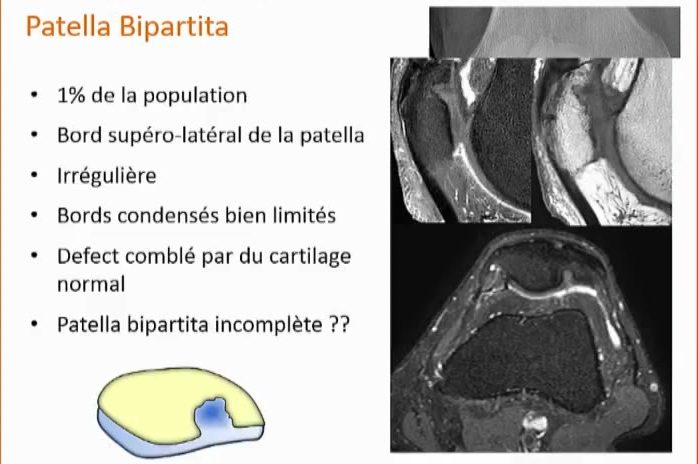 Patella Bipartita
• 1% de la population
• Bord supéro-latéral de la patella
• Irrégulière
• Bords condensés bien limités
• Defect comblé par du cartilage
normal
• Patella bipartita incomplète ??